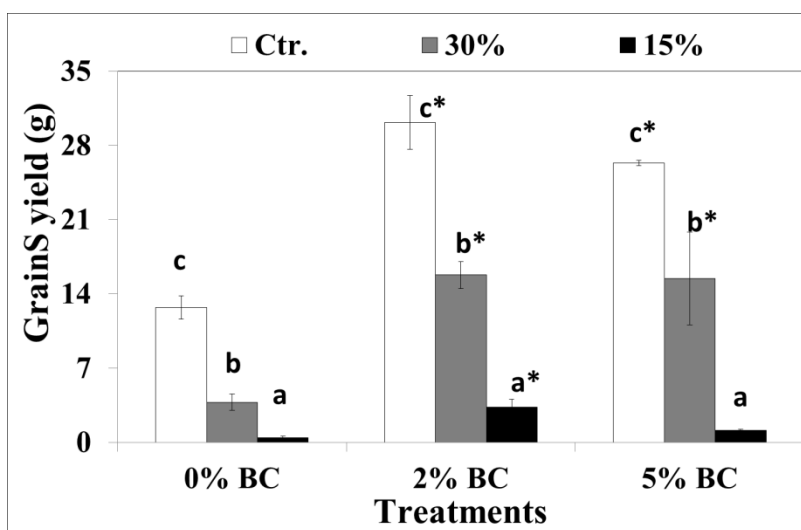 Ctr. 30% 15%
GrainS yield (g)
35
28
21
14
7
0
c b a
c* b* a*
c* b* a
0% BC 2% BC 5% BC
Treatments